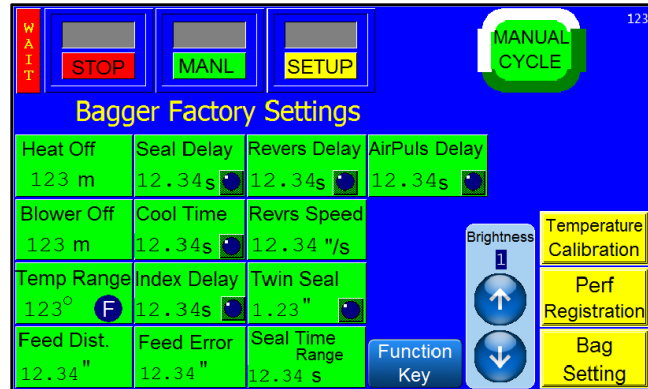 WAIT
STOP
MANL
SETUP
MANUAL
CYCLE
123
Bagger Factory Settings
Heat Off
123 m
Seal Delay
12.34s
Revers Delay
12.34s
AirPuls Delay
12.34s
Blower Off
123 m
Cool Time
12.34s
Revrs Speed
12.34 "/s
Temp Range
123° F
Index Delay
12.34s
Twin Seal
1.23"
Feed Dist.
12.34"
Feed Error
12.34"
Seal Time
Range
12.34 s
Function
Key
Brightness
1
Temperature
Calibration
Perf
Registration
Bag
Setting